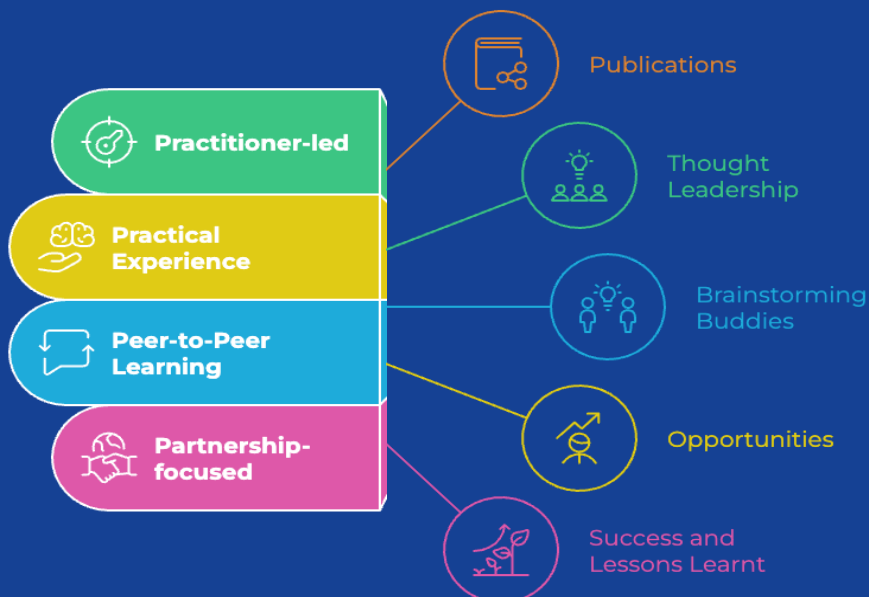 Practitioner-led
Practical
Experience
Peer-to-Peer
Learning
Partnership-
focused
Publications
Thought
Leadership
Brainstorming
Buddies
Opportunities
Success and
Lessons Learnt